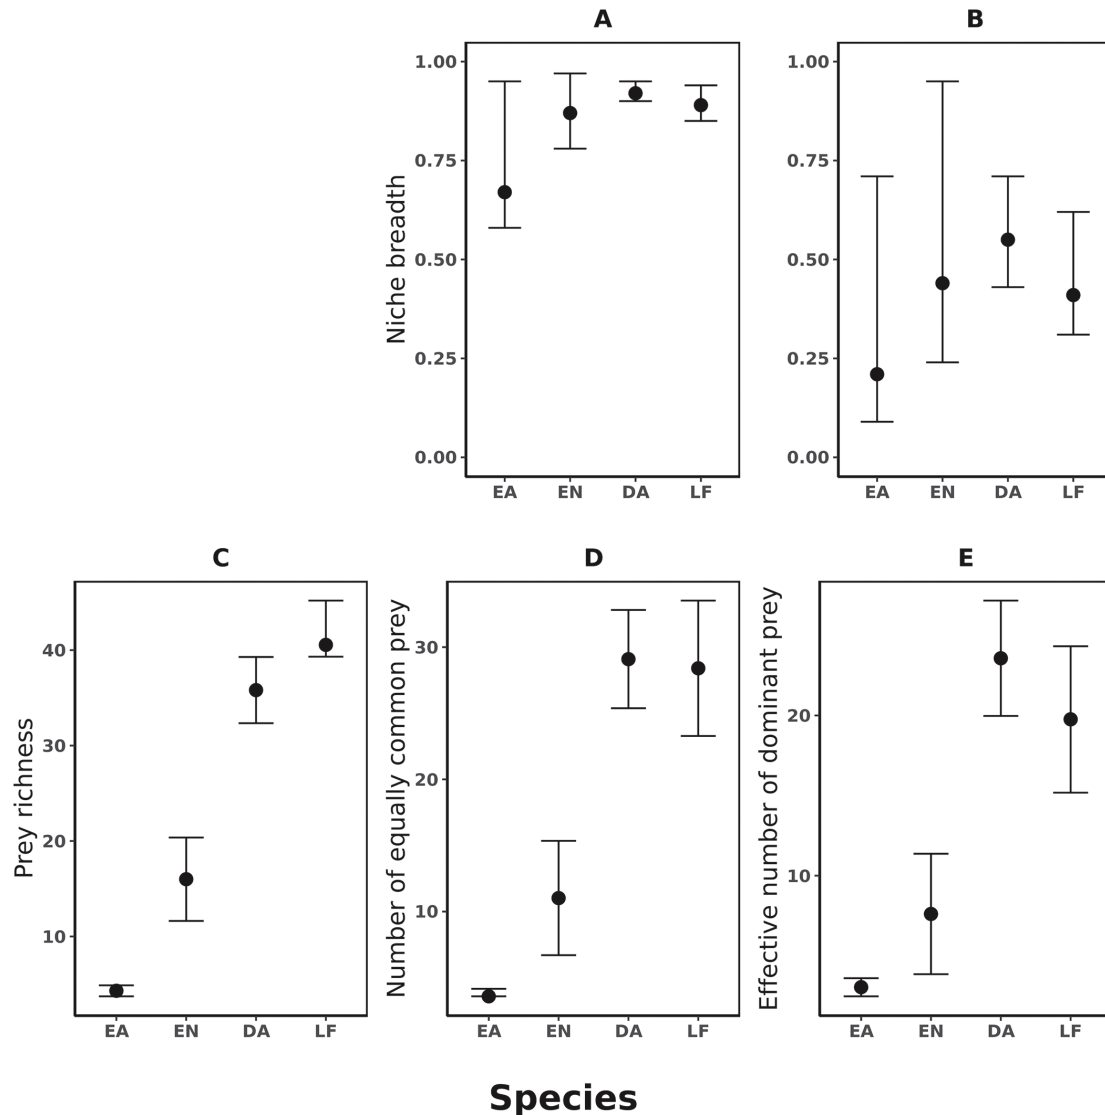 A
B
Niche breadth
1.00
0.75
0.50
0.25
0.00
EA EN DA LF
1.00
0.75
0.50
0.25
0.00
EA EN DA LF
C
D
E
Prey richness
40
30
20
10
EA EN DA LF
Number of equally common prey
30
20
10
EA EN DA LF
Effective number of dominant prey
20
10
EA EN DA LF
Species